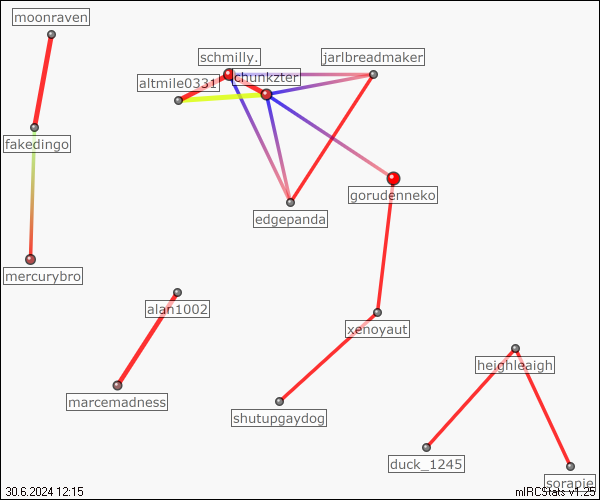 moonraven
schmilly.
jarlbreadmaker
chunkzter
altmile0331
fakedingo
gorudenneko
edgepanda
mercurybro
alan1002
xenoyaut
heighleaigh
marcemadness
shutupgaydog
duck_1245
sorapie
30.6.2024 12:15
mIRCStats v1.25